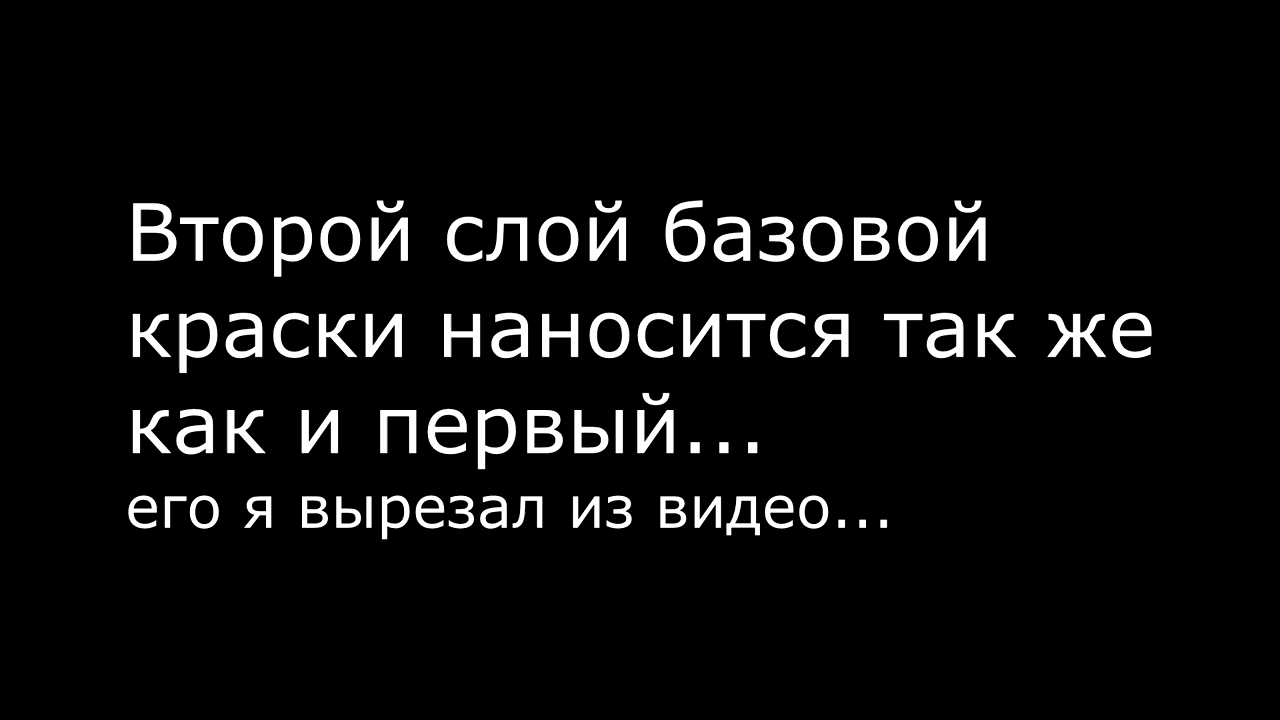 Второй слой базовой
краски наносится так же
как и первый...
его я вырезал из видео...